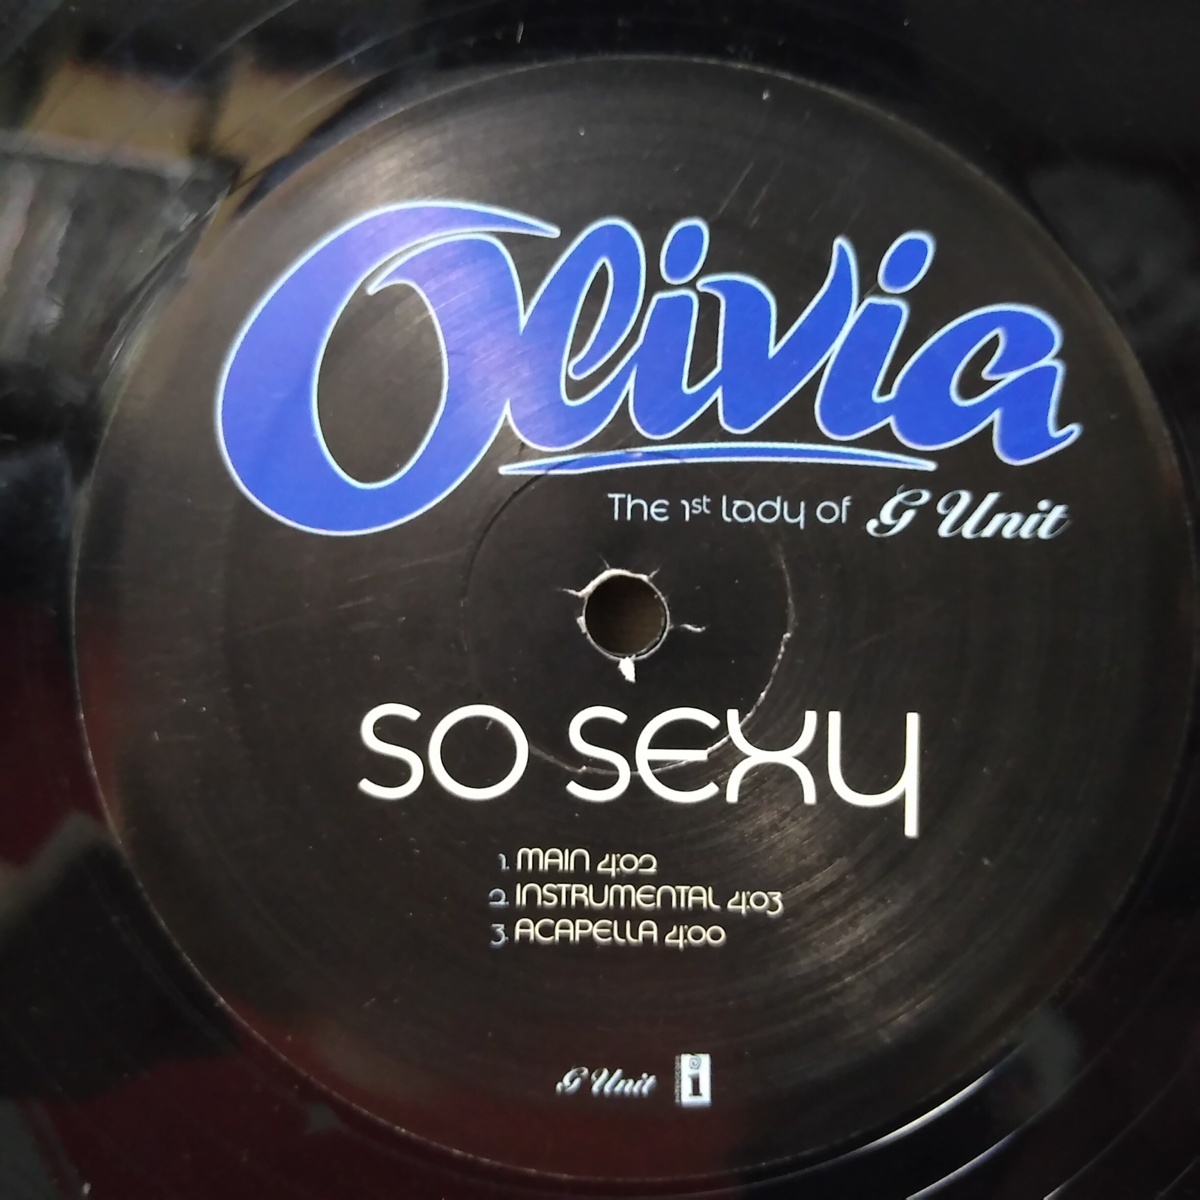 Olivia
The 1st lady of G Unit
SO SEXY
1. MAIN 4:02
2. INSTRUMENTAL 4:03
3. ACAPELLA 4:00
G Unit i